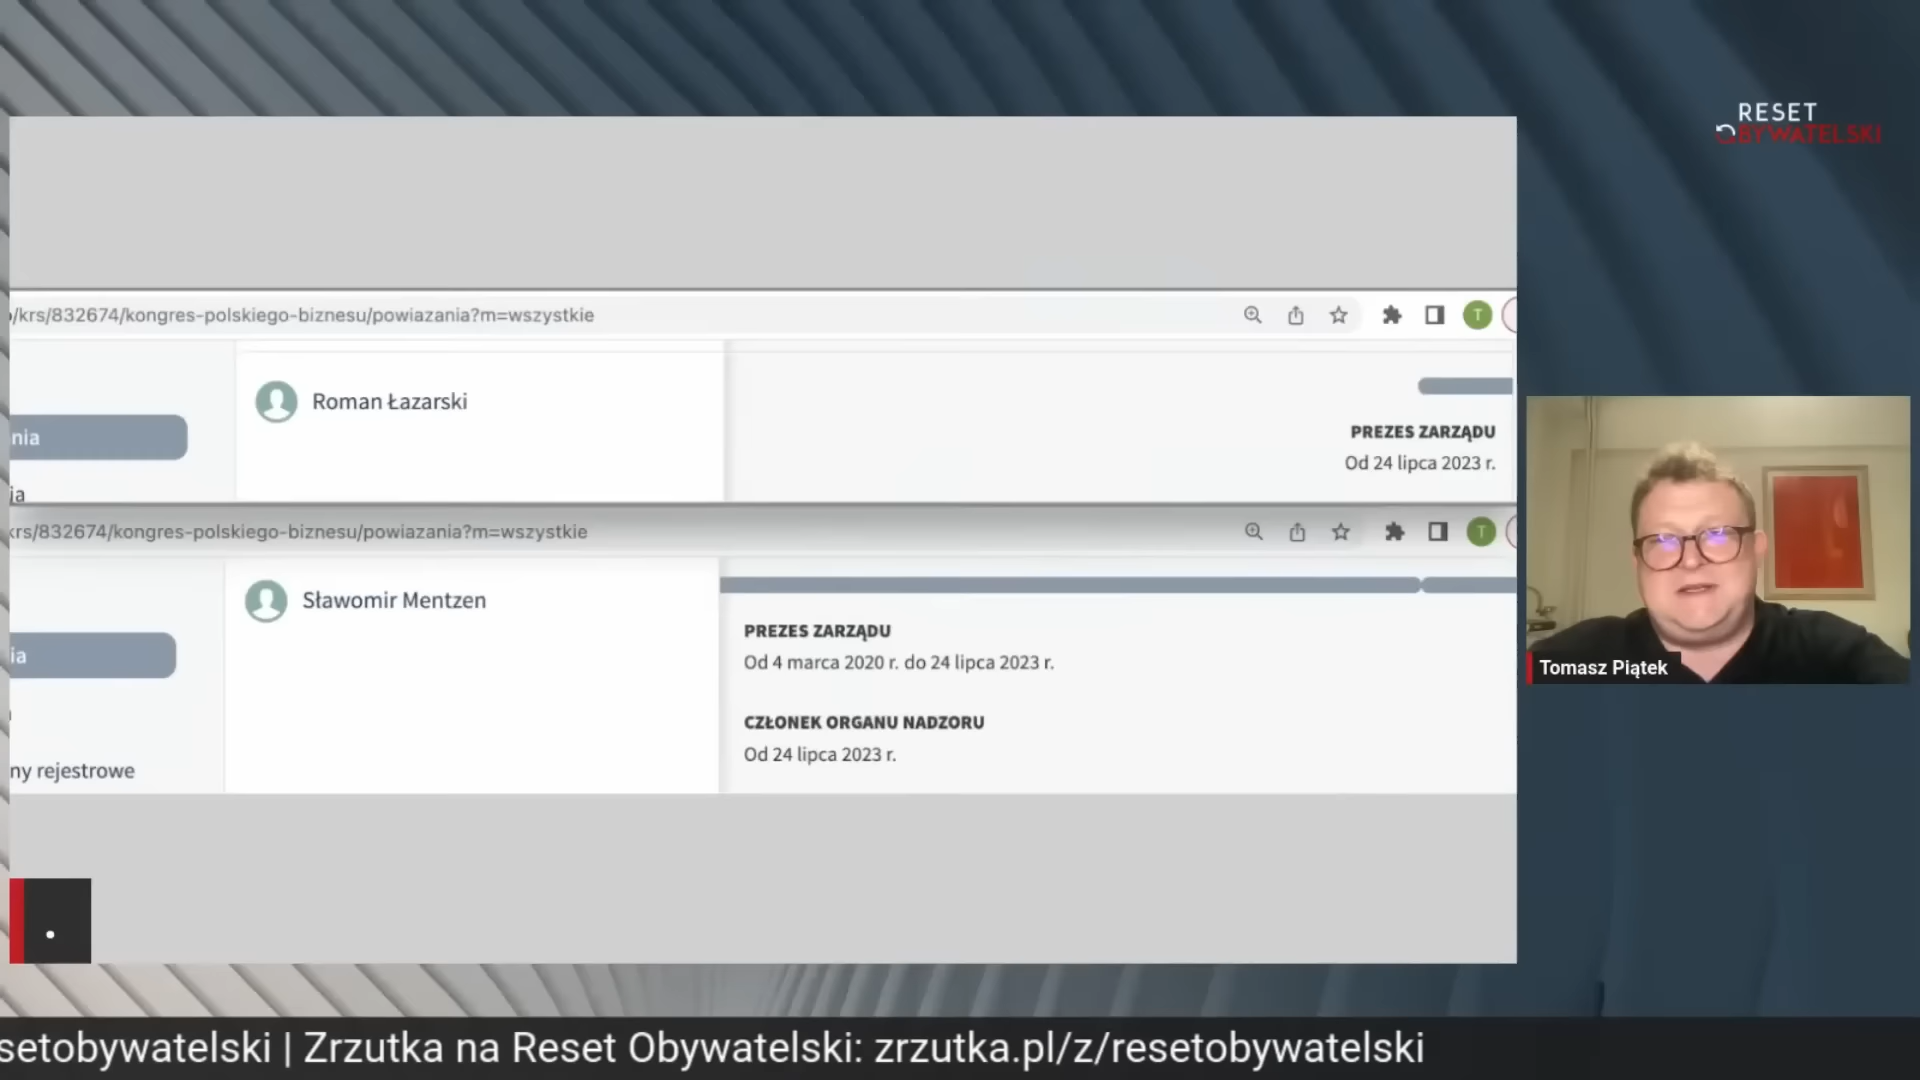 RESET
OBYWATELSKI
/krs/832674/kongres-polskiego-biznesu/powiazania?m=wszystkie
T
Roman Łazarski
nia
PREZES ZARZĄDU
Od 24 lipca 2023 r.
ja
krs/832674/kongres-polskiego-biznesu/powiazania?m=wszystkie
T
Sławomir Mentzen
PREZES ZARZĄDU
ia
Od 4 marca 2020 r. do 24 lipca 2023 r.
CZŁONEK ORGANU NADZORU
Od 24 lipca 2023 r.
ny rejestrowe
Tomasz Piątek
.
setobywatelski | Zrzutka na Reset Obywatelski: zrzutka.pl/z/resetobywatelski